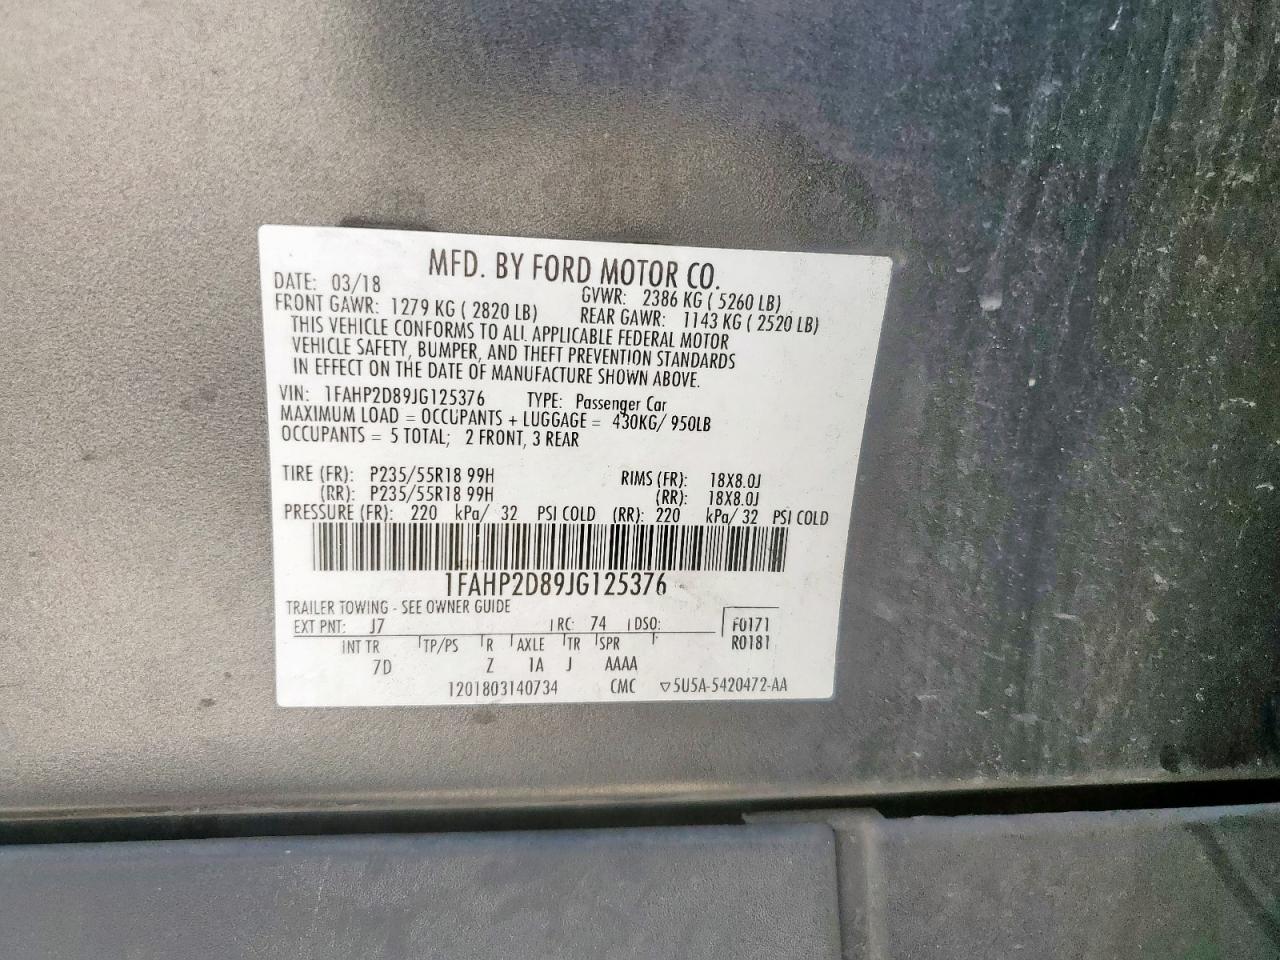 MFD. BY FORD MOTOR CO.
DATE: 03/18 GVWR: 2386 KG ( 5260 LB)
FRONT GAWR: 1279 KG ( 2820 LB) REAR GAWR: 1143 KG ( 2520 LB)
THIS VEHICLE CONFORMS TO ALL APPLICABLE FEDERAL MOTOR
VEHICLE SAFETY, BUMPER, AND THEFT PREVENTION STANDARDS
IN EFFECT ON THE DATE OF MANUFACTURE SHOWN ABOVE.
VIN: 1FAHP2D89JG125376 TYPE: Passenger Car
MAXIMUM LOAD = OCCUPANTS + LUGGAGE = 430KG/ 950LB
OCCUPANTS = 5 TOTAL; 2 FRONT, 3 REAR
TIRE (FR): P235/55R18 99H RIMS (FR): 18X8.0J
(RR): P235/55R18 99H (RR): 18X8.0J
PRESSURE (FR): 220 kPa/ 32 PSI COLD (RR): 220 kPa/ 32 PSI COLD
1FAHP2D89JG125376
TRAILER TOWING - SEE OWNER GUIDE
EXT PNT: J7 RC: 74 DSO: F0171
INT TR TP/PS R AXLE TR SPR R0181
7D Z 1A J AAAA
1201803140734 CMC ▽5U5A-5420472-AA